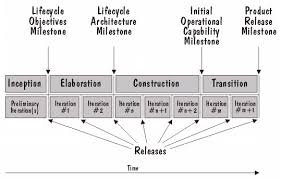 Lifecycle
Objectives
Milestone
Lifecycle
Architecture
Milestone
Initial
Operational
Capability
Milestone
Product
Release
Milestone
Inception
Elaboration
Construction
Transition
Preliminary
Iteration(s)
Iteration
#1
Iteration
#2
Iteration
#n
Iteration
#n+1
Iteration
#n+2
Iteration
#m
Iteration
#m+1
Releases
Time